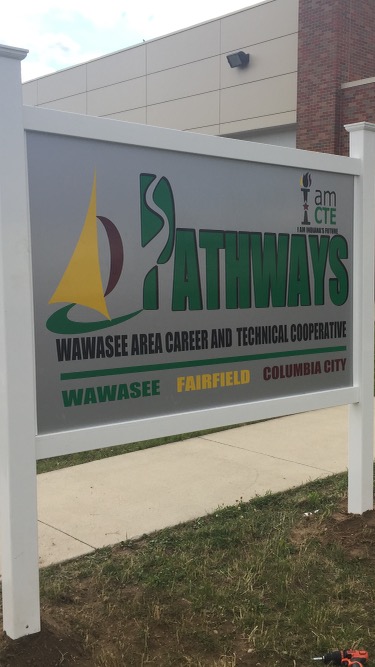 I am
CTE
I AM INDIANA'S FUTURE
PATHWAYS
WAWASEE AREA CAREER AND TECHNICAL COOPERATIVE
WAWASEE FAIRFIELD COLUMBIA CITY